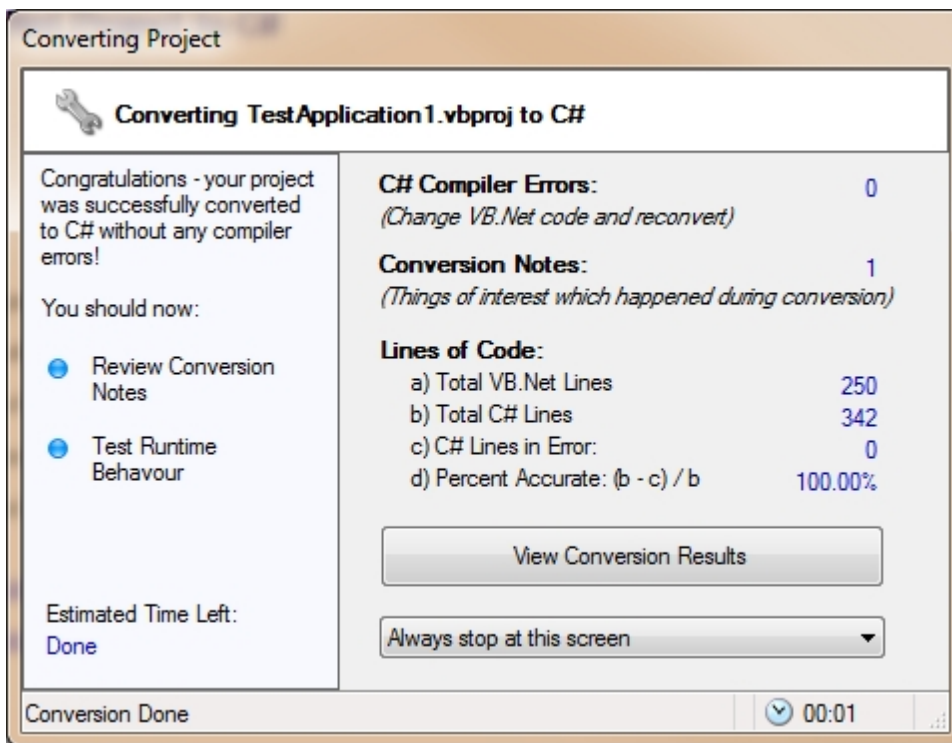 Converting Project
Converting TestApplication1.vbproj to C#
Congratulations - your project
was successfully converted
to C# without any compiler
errors!
You should now:
Review Conversion
Notes
Test Runtime
Behavour
Estimated Time Left:
Done
C# Compiler Errors: 0
(Change VB.Net code and reconvert)
Conversion Notes: 1
(Things of interest which happened during conversion)
Lines of Code:
a) Total VB.Net Lines 250
b) Total C# Lines 342
c) C# Lines in Error: 0
d) Percent Accurate: (b - c) / b 100.00%
View Conversion Results
Always stop at this screen
Conversion Done 00:01